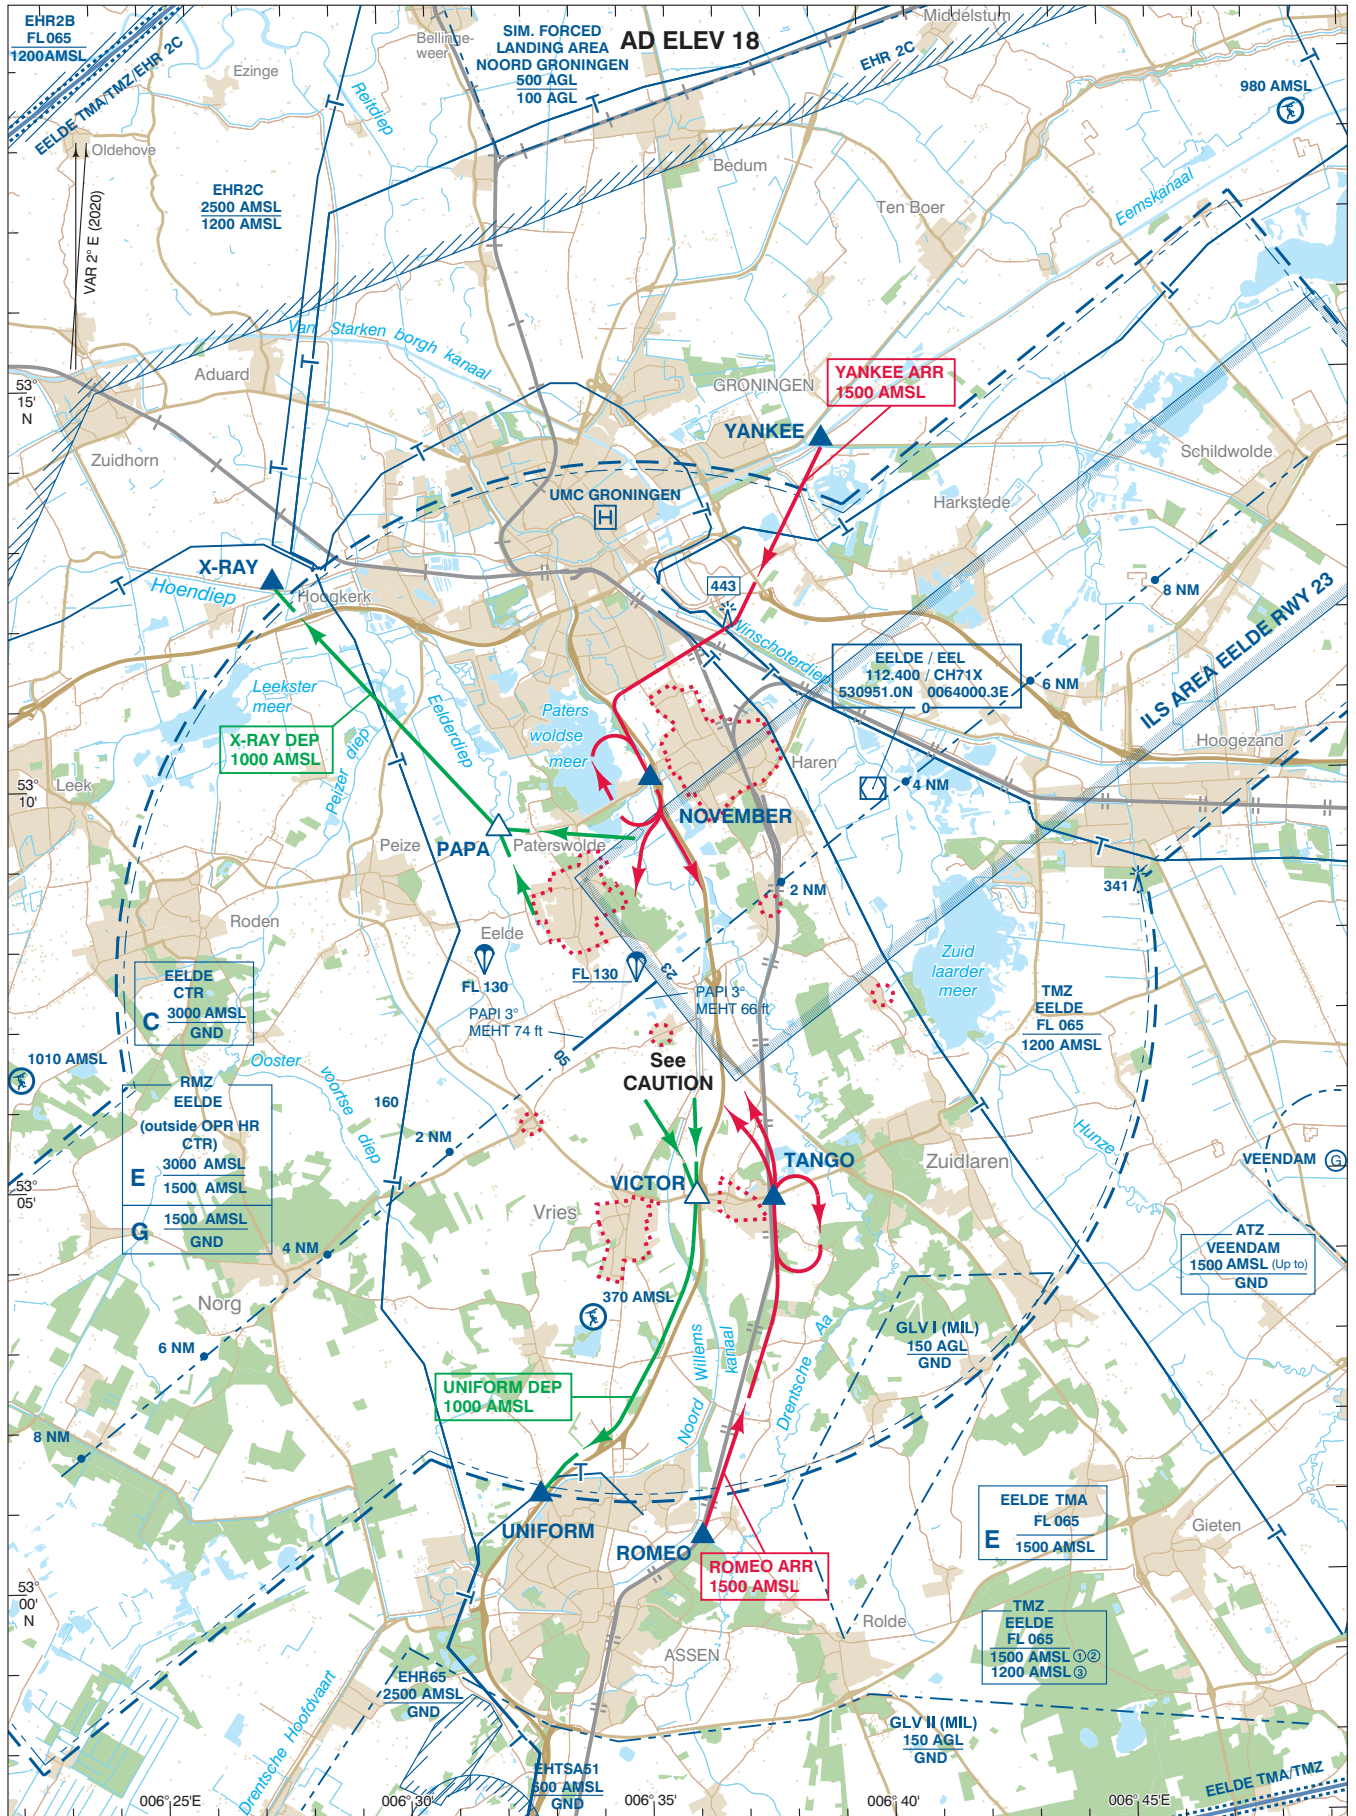 EHR2B
FL 065
1200AMSL
EELDE TMA/TMZ/EHR 2C
Ezinge
Oldehove
Reitdiep
Bellinge-
weer
SIM. FORCED
LANDING AREA
NOORD GRONINGEN
500 AGL
100 AGL
AD ELEV 18
Middelstum
EHR 2C
980 AMSL
Bedum
Ten Boer
Eemskanaal
EHR2C
2500 AMSL
1200 AMSL
VAR 2° E (2020)
Van Starken borgh kanaal
Aduard
53°
15'
N
GRONINGEN
YANKEE ARR
1500 AMSL
YANKEE
Zuidhorn
Schildwolde
UMC GRONINGEN
H
Harkstede
X-RAY
Hoendiep
Hoogkerk
443
8 NM
Winschoterdiep
ILS AREA EELDE RWY 23
EELDE / EEL
112.400 / CH71X
530951.0N 0064000.3E
0
6 NM
Leekster
meer
Eelderdiep
Paters
woldse
meer
X-RAY DEP
1000 AMSL
Peizer diep
Hoogezand
Haren
Leek
53°
10'
4 NM
NOVEMBER
PAPA
Paterswolde
Peize
2 NM
341
Roden
Eelde
FL 130
FL 130
23
Zuid
laarder
meer
PAPI 3°
MEHT 66 ft
PAPI 3°
MEHT 74 ft
05
EELDE
CTR
C
3000 AMSL
GND
TMZ
EELDE
FL 065
1200 AMSL
1010 AMSL
Ooster
voortse
diep
See
CAUTION
RMZ
EELDE
(outside OPR HR
CTR)
E
3000 AMSL
1500 AMSL
G
1500 AMSL
GND
160
2 NM
Hunze
TANGO
Zuidlaren
VEENDAM G
53°
05'
VICTOR
Vries
4 NM
ATZ
VEENDAM
1500 AMSL (Up to)
GND
Norg
370 AMSL
Noord Willems
kanaal
Drentsche Aa
GLV I (MIL)
150 AGL
GND
6 NM
UNIFORM DEP
1000 AMSL
8 NM
UNIFORM
ROMEO
EELDE TMA
FL 065
E
1500 AMSL
Gieten
ROMEO ARR
1500 AMSL
53°
00'
N
Rolde
TMZ
EELDE
FL 065
1500 AMSL ①②
1200 AMSL ③
ASSEN
EHR65
2500 AMSL
GND
Drentsche Hoofdvaart
GLV II (MIL)
150 AGL
GND
EHTSA51
600 AMSL
GND
EELDE TMA/TMZ
006° 25'E
006° 30'
006° 35'
006° 40'
006° 45'E